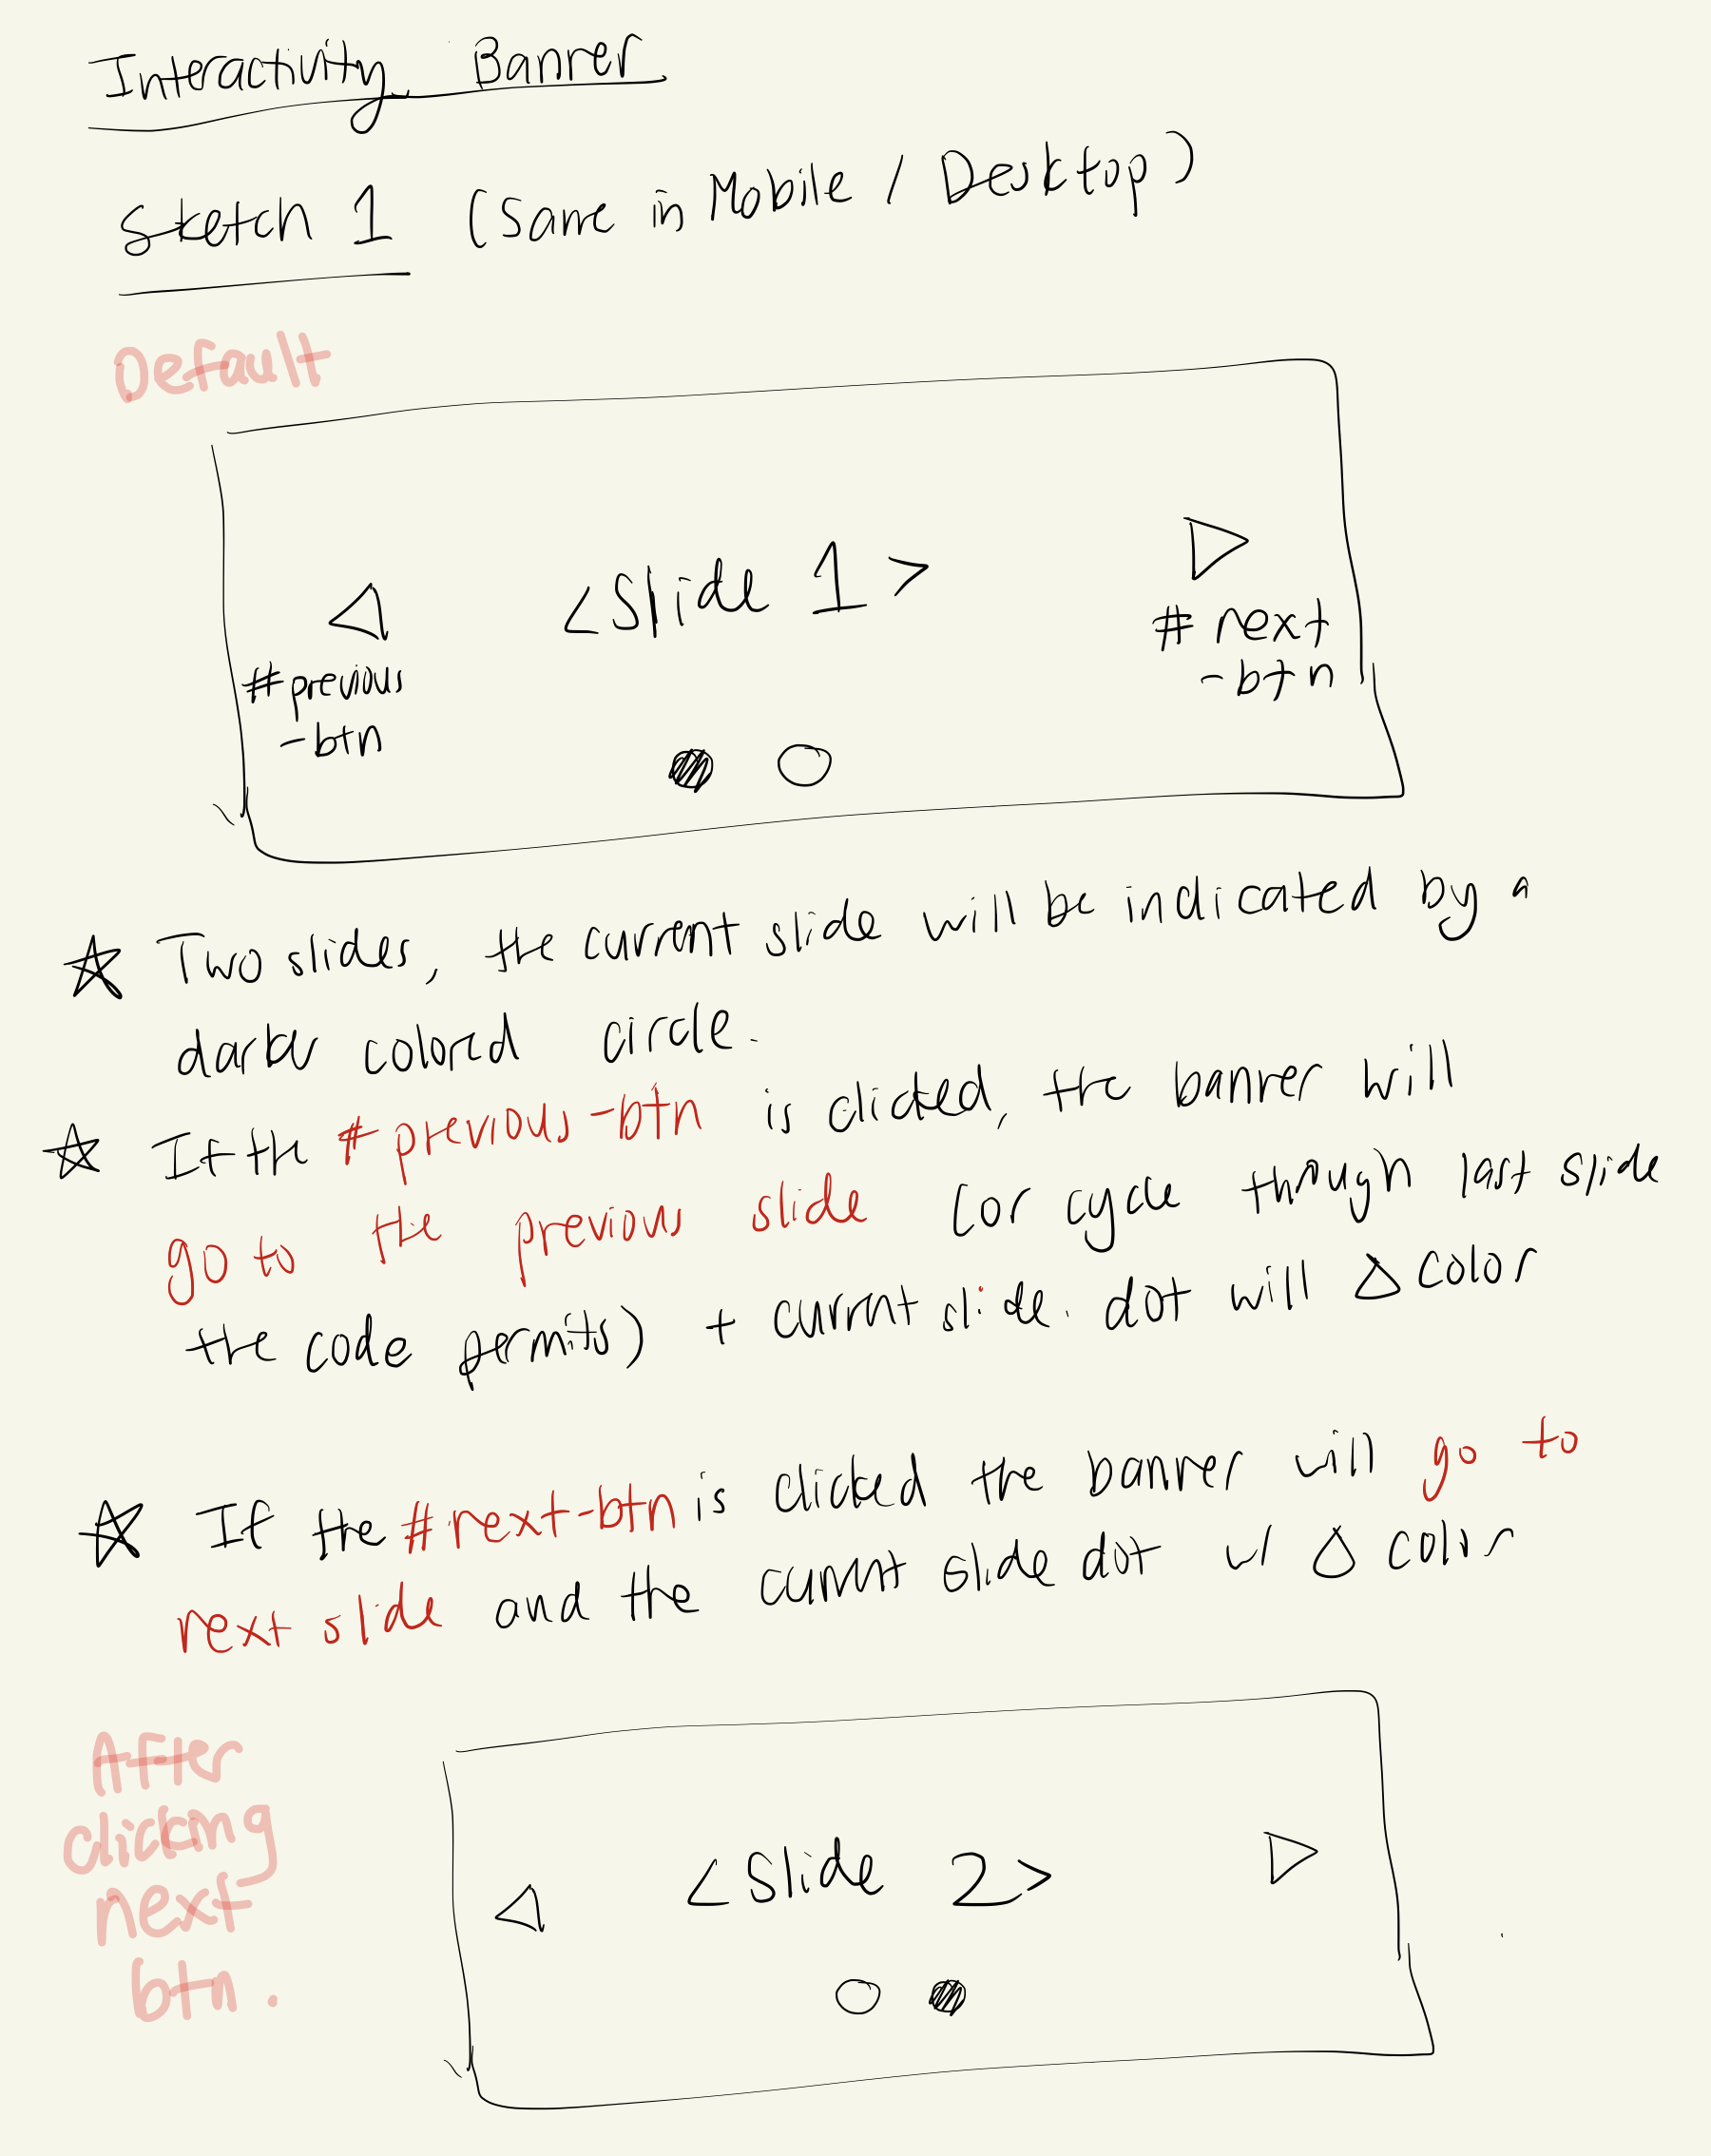 Interactivity Banner
Sketch 1 (Same in Mobile / Desktop)
Default
<Slide 1>
#previous
-btn
#next
-btn
Two slides, the current slide will be indicated by a
darker colored circle.
If the #previous-btn is clicked, the banner will
go to the previous slide (or cycle though last slide
the code permits) + current slide. dot will Δ color
If the #next-btn is clicked the banner will go to
next slide and the current slide dot w/ Δ color
After
clicking
next
btn.
<Slide 2>